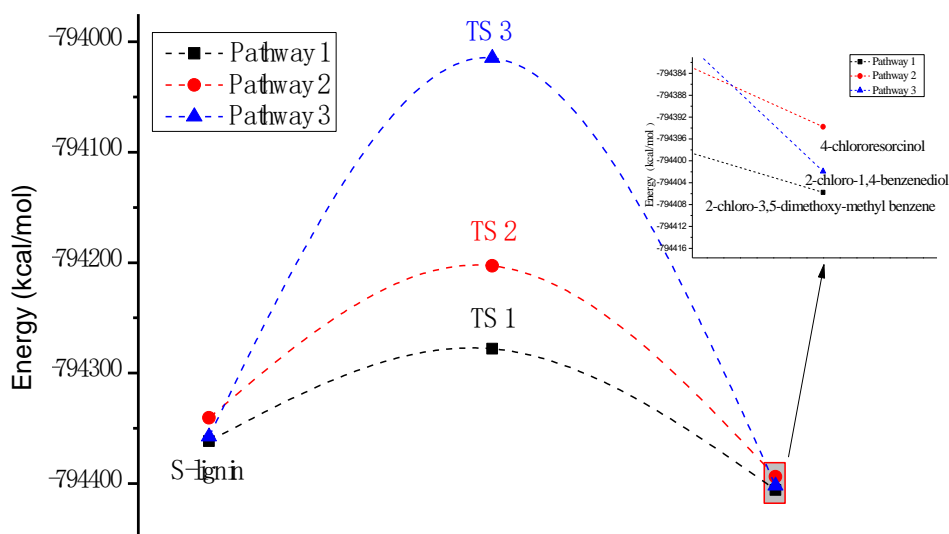 Energy (kcal/mol)
-794000
-794100
-794200
-794300
-794400
Pathway 1
Pathway 2
Pathway 3
TS 3
TS 2
TS 1
S-lignin
Energy (kcal/mol)
-794384
-794388
-794392
-794396
-794400
-794404
-794408
-794412
-794416
Pathway 1
Pathway 2
Pathway 3
4-chlororesorcinol
2-chloro-1,4-benzenediol
2-chloro-3,5-dimethoxy-methyl benzene